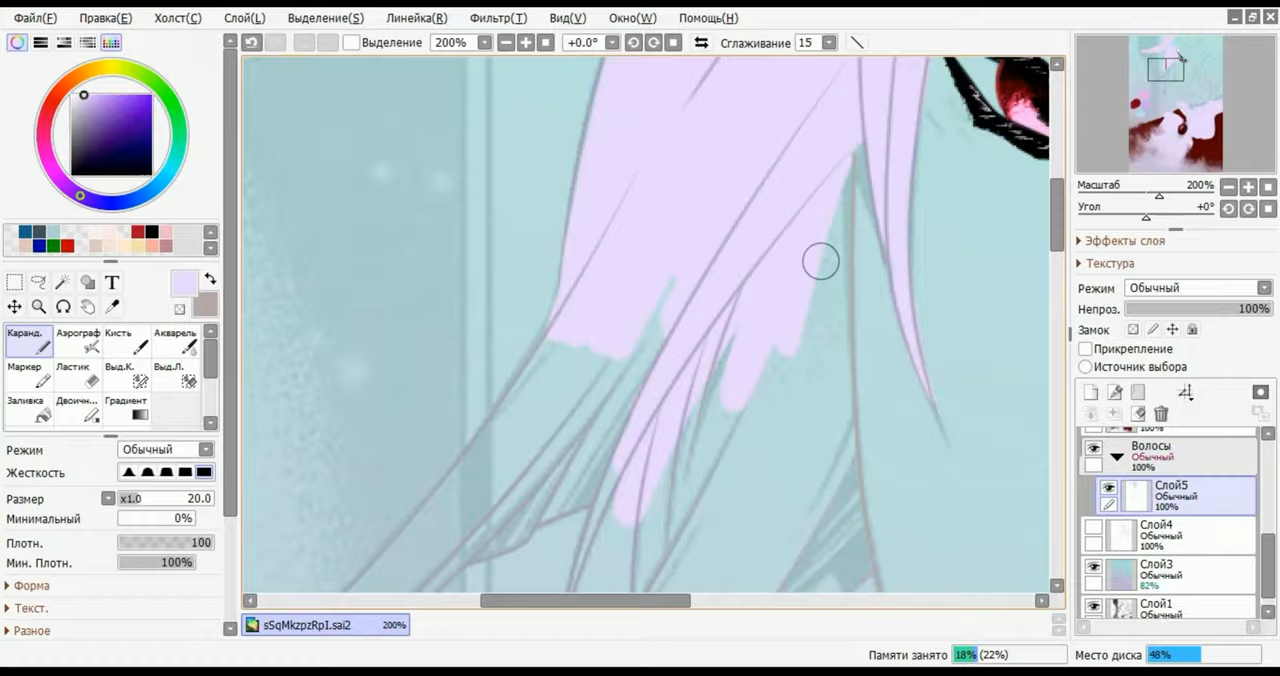 Файл(F) Правка(E) Холст(C) Слой(L) Выделение(S) Линейка(R) Фильтр(T) Вид(V) Окно(W) Помощь(H)
Выделение 200% +0.0° Сглаживание 15
Масштаб 200%
Угол +0°
Эффекты слоя
Текстура
Режим Обычный
Непроз. 100%
Замок
Прикрепление
Источник выбора
T
Каранд. Аэрограф Кисть Акварель
Маркер Ластик Выд.К. Выд.Л.
Заливка Двоичн... Градиент
Режим Обычный
Жесткость
Размер x1.0 20.0
Минимальный 0%
Плотн. 100
Мин. Плотн. 100%
Форма
Текст.
Разное
100%
Волосы
Обычный
100%
Слой5
Обычный
100%
Слой4
Обычный
100%
Слой3
Обычный
82%
Слой1
Обычный
sSqMkzpzRpI.sai2 200%
Памяти занято 18% (22%) Место диска 48%